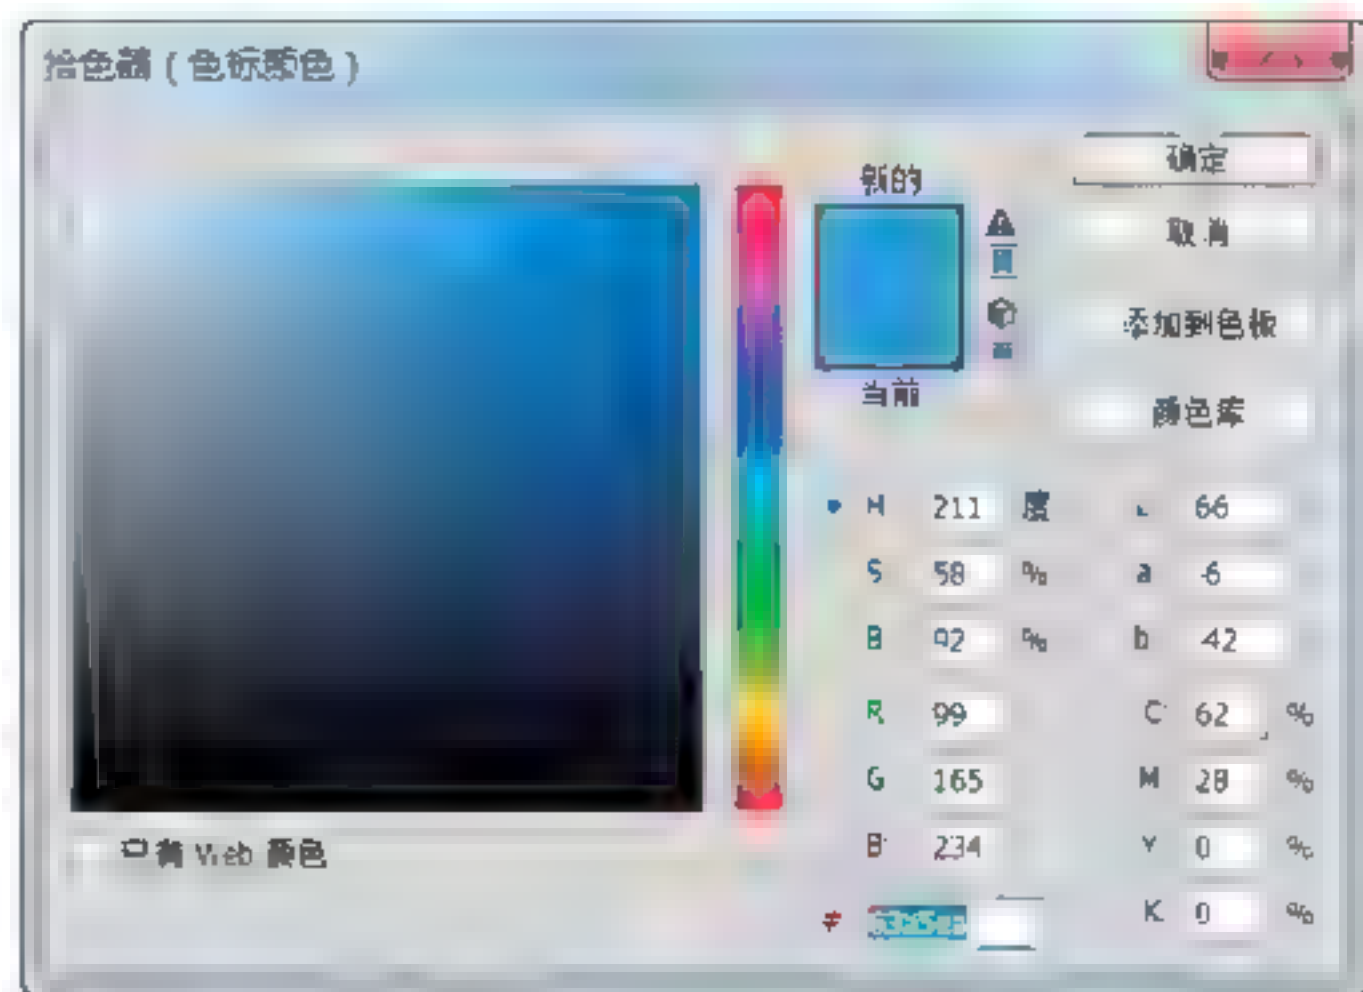 拾色器 ( 色标颜色 )
确定
新的
取消
添加到色板
当前
颜色库
H 211 度
L 66
S 58 %
a -6
B 92 %
b -42
R 99
C 62 %
G 165
M 28 %
B 234
Y 0 %
#
K 0 %
只有 Web 颜色